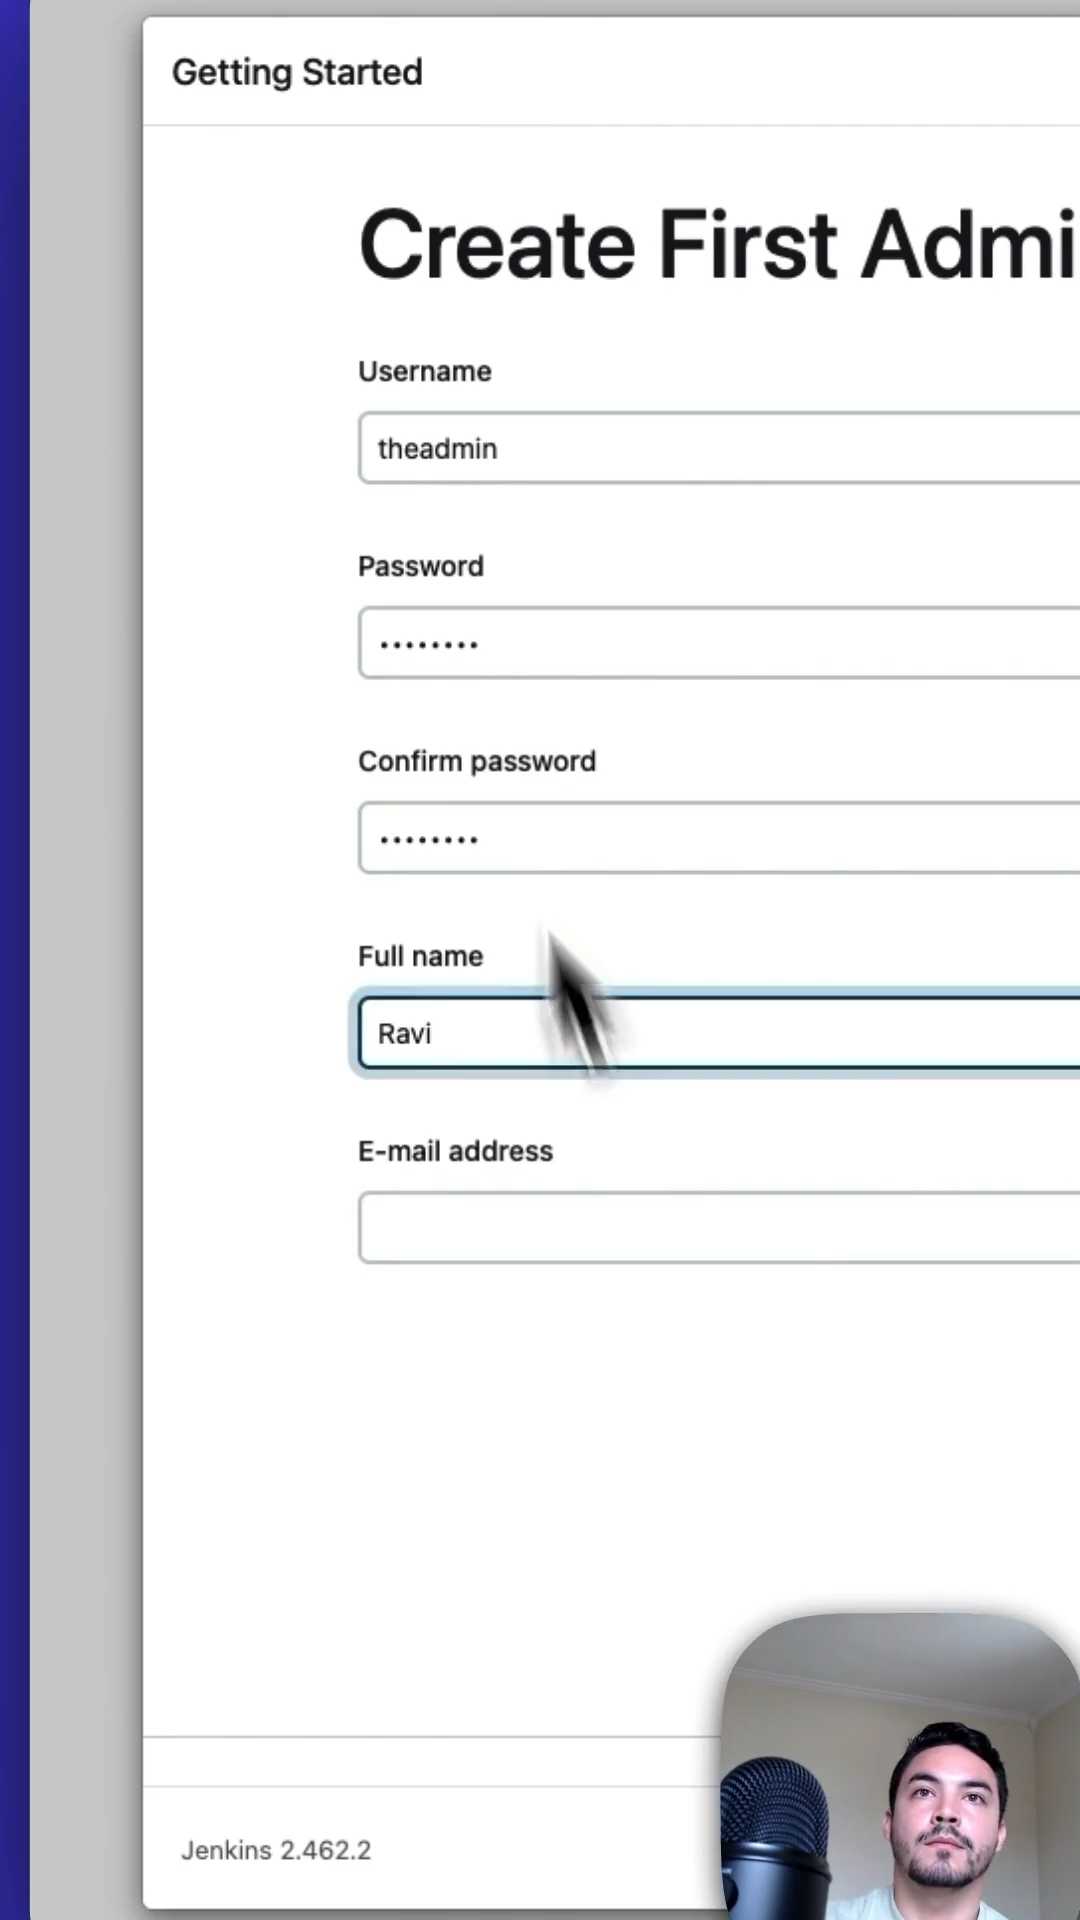 Getting Started
Create First Admi
Username
theadmin
Password
••••••••
Confirm password
••••••••
Full name
Ravi
E-mail address
Jenkins 2.462.2